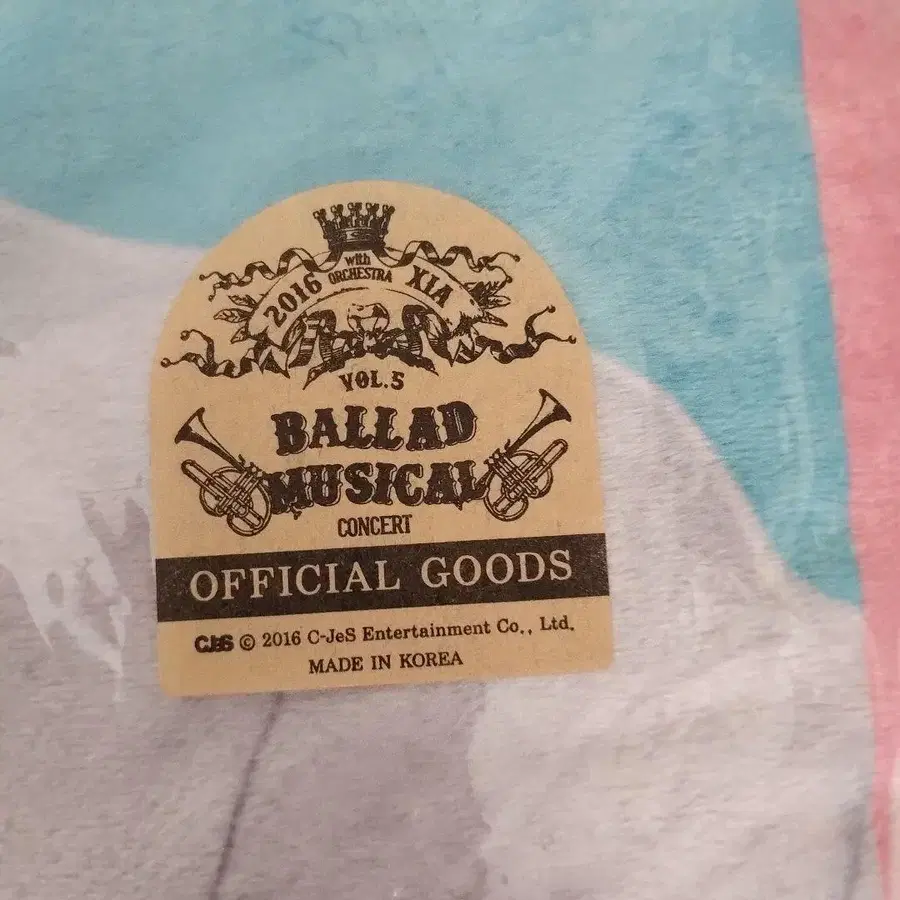 with
2016 ORCHESTRA XIA
VOL.5
BALLAD
MUSICAL
CONCERT
OFFICIAL GOODS
CJeS © 2016 C-JeS Entertainment Co., Ltd.
MADE IN KOREA